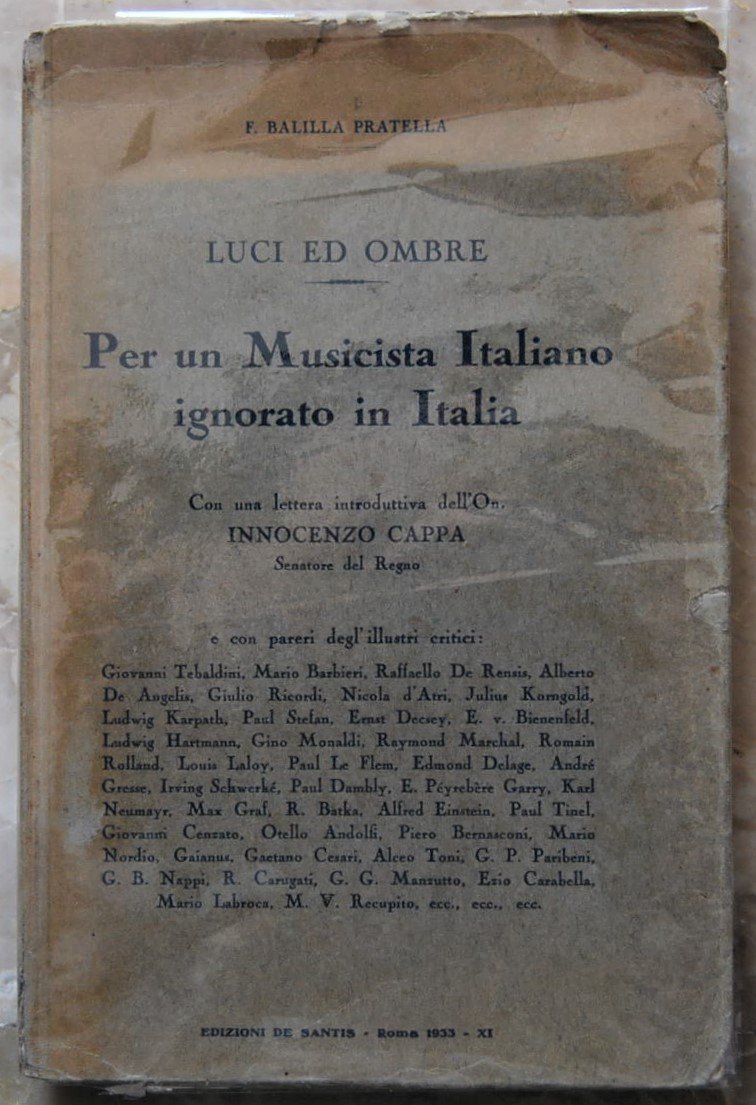 F. BALILLA PRATELLA
LUCI ED OMBRE
Per un Musicista Italiano
ignorato in Italia
Con una lettera introduttiva dell'On.
INNOCENZO CAPPA
Senatore del Regno
e con pareri degl'illustri critici:
Giovanni Tebaldini, Mario Barbieri, Raffaello De Rensis, Alberto
De Angelis, Giulio Ricordi, Nicola d'Atri, Julius Korngold,
Ludwig Karpath, Paul Stefan, Ernst Decsey, E. v. Bienenfeld,
Ludwig Hartmann, Gino Monaldi, Raymond Marchal, Romain
Rolland, Louis Laloy, Paul Le Flem, Edmond Delage, André
Gresse, Irving Schwerké, Paul Dambly, E. Péyrebère Garry, Karl
Neumayr, Max Graf, R. Batka, Alfred Einstein, Paul Tinel,
Giovanni Cenzato, Otello Andolfi, Piero Bernasconi, Mario
Nordio, Gaianus, Gaetano Cesari, Alceo Toni, G. P. Paribeni,
G. B. Nappi, R. Carugati, G. G. Manzutto, Ezio Carabella,
Mario Labroca, M. V. Recupito, ecc., ecc., ecc.
EDIZIONI DE SANTIS - Roma 1933 - XI